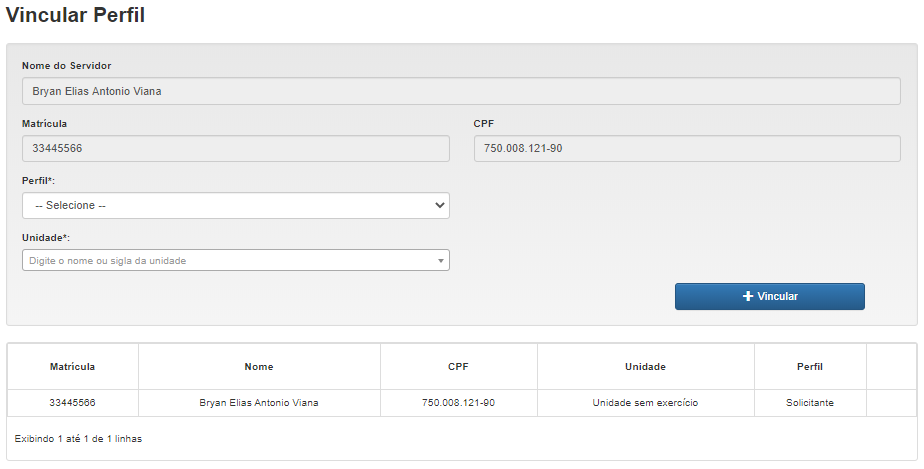 Vincular Perfil
Nome do Servidor
Bryan Elias Antonio Viana
Matrícula CPF
33445566 750.008.121-90
Perfil*:
-- Selecione --
Unidade*:
Digite o nome ou sigla da unidade
+ Vincular
Matrícula Nome CPF Unidade Perfil
33445566 Bryan Elias Antonio Viana 750.008.121-90 Unidade sem exercício Solicitante
Exibindo 1 até 1 de 1 linhas